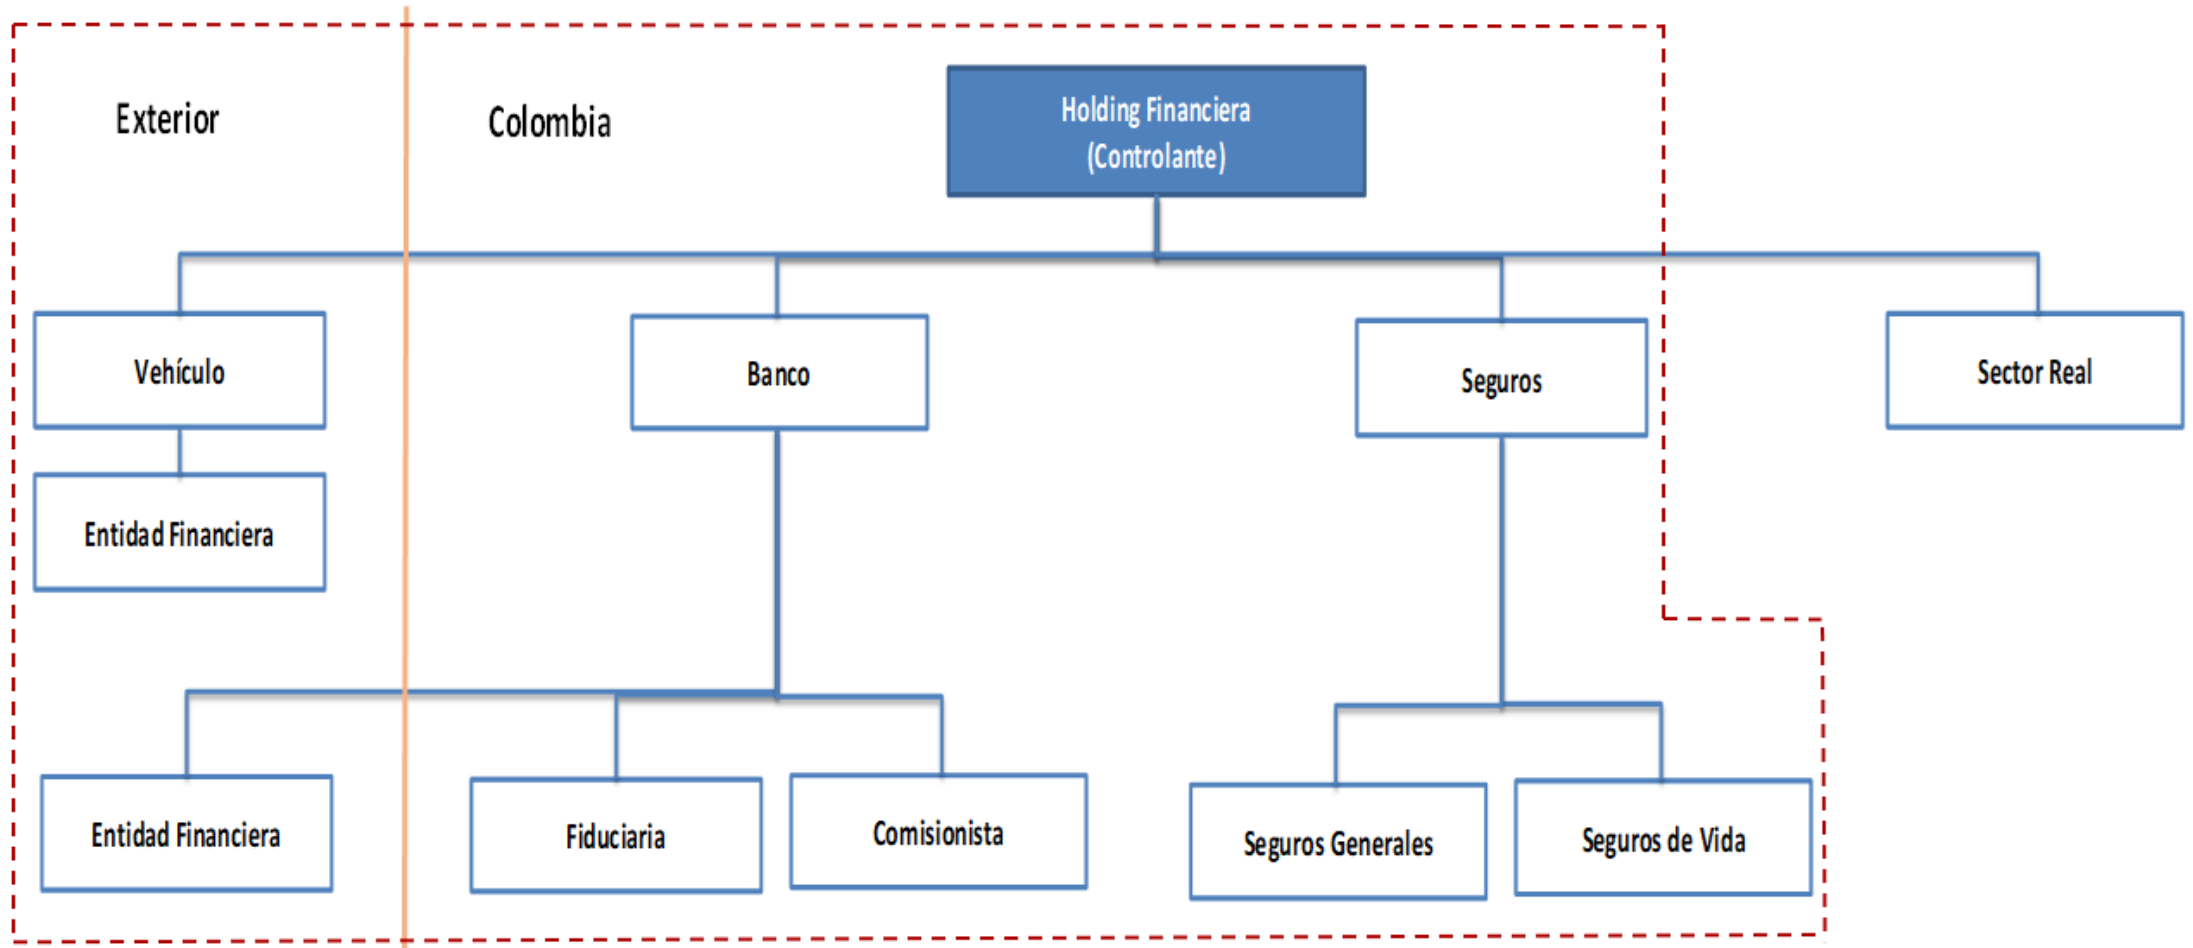 Exterior
Colombia
Holding Financiera
(Controlante)
Vehículo
Banco
Seguros
Sector Real
Entidad Financiera
Entidad Financiera
Fiduciaria
Comisionista
Seguros Generales
Seguros de Vida